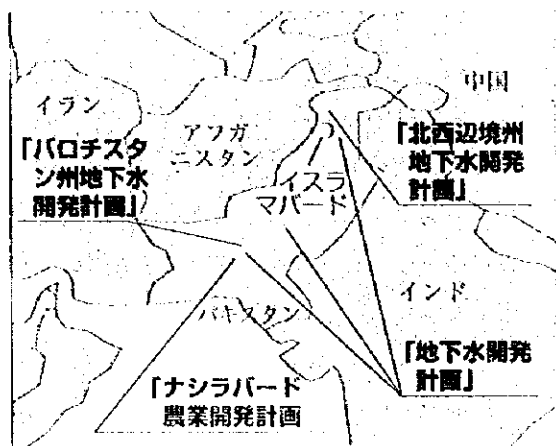 中国
イラン
アフガ
ニスタン
「バロチスタ
ン州地下水
開発計画」
「北西辺境州
地下水開発
計画」
イスラ
マバード
インド
パキスタン
「地下水開発
計画」
「ナシラバード
農業開発計画